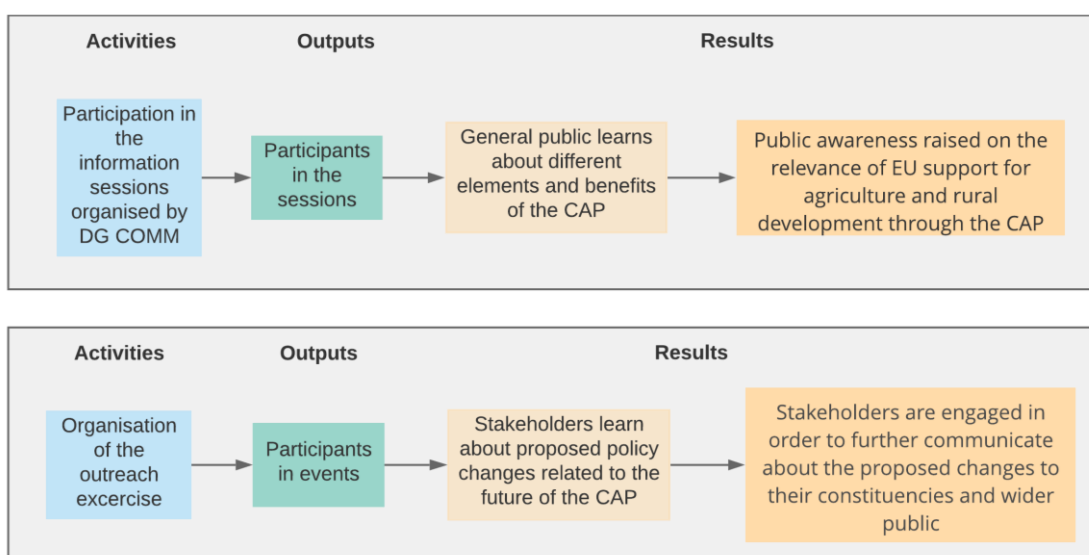 Activities
Outputs
Results
Participation in
the
information
sessions
organised by
DG COMM
Participants
in the
sessions
General public learns
about different
elements and benefits
of the CAP
Public awareness raised on the
relevance of EU support for
agriculture and rural
development through the CAP
Activities
Outputs
Results
Organisation
of the
outreach
excercise
Participants
in events
Stakeholders learn
about proposed policy
changes related to the
future of the CAP
Stakeholders are engaged in
order to further communicate
about the proposed changes to
their constituencies and wider
public